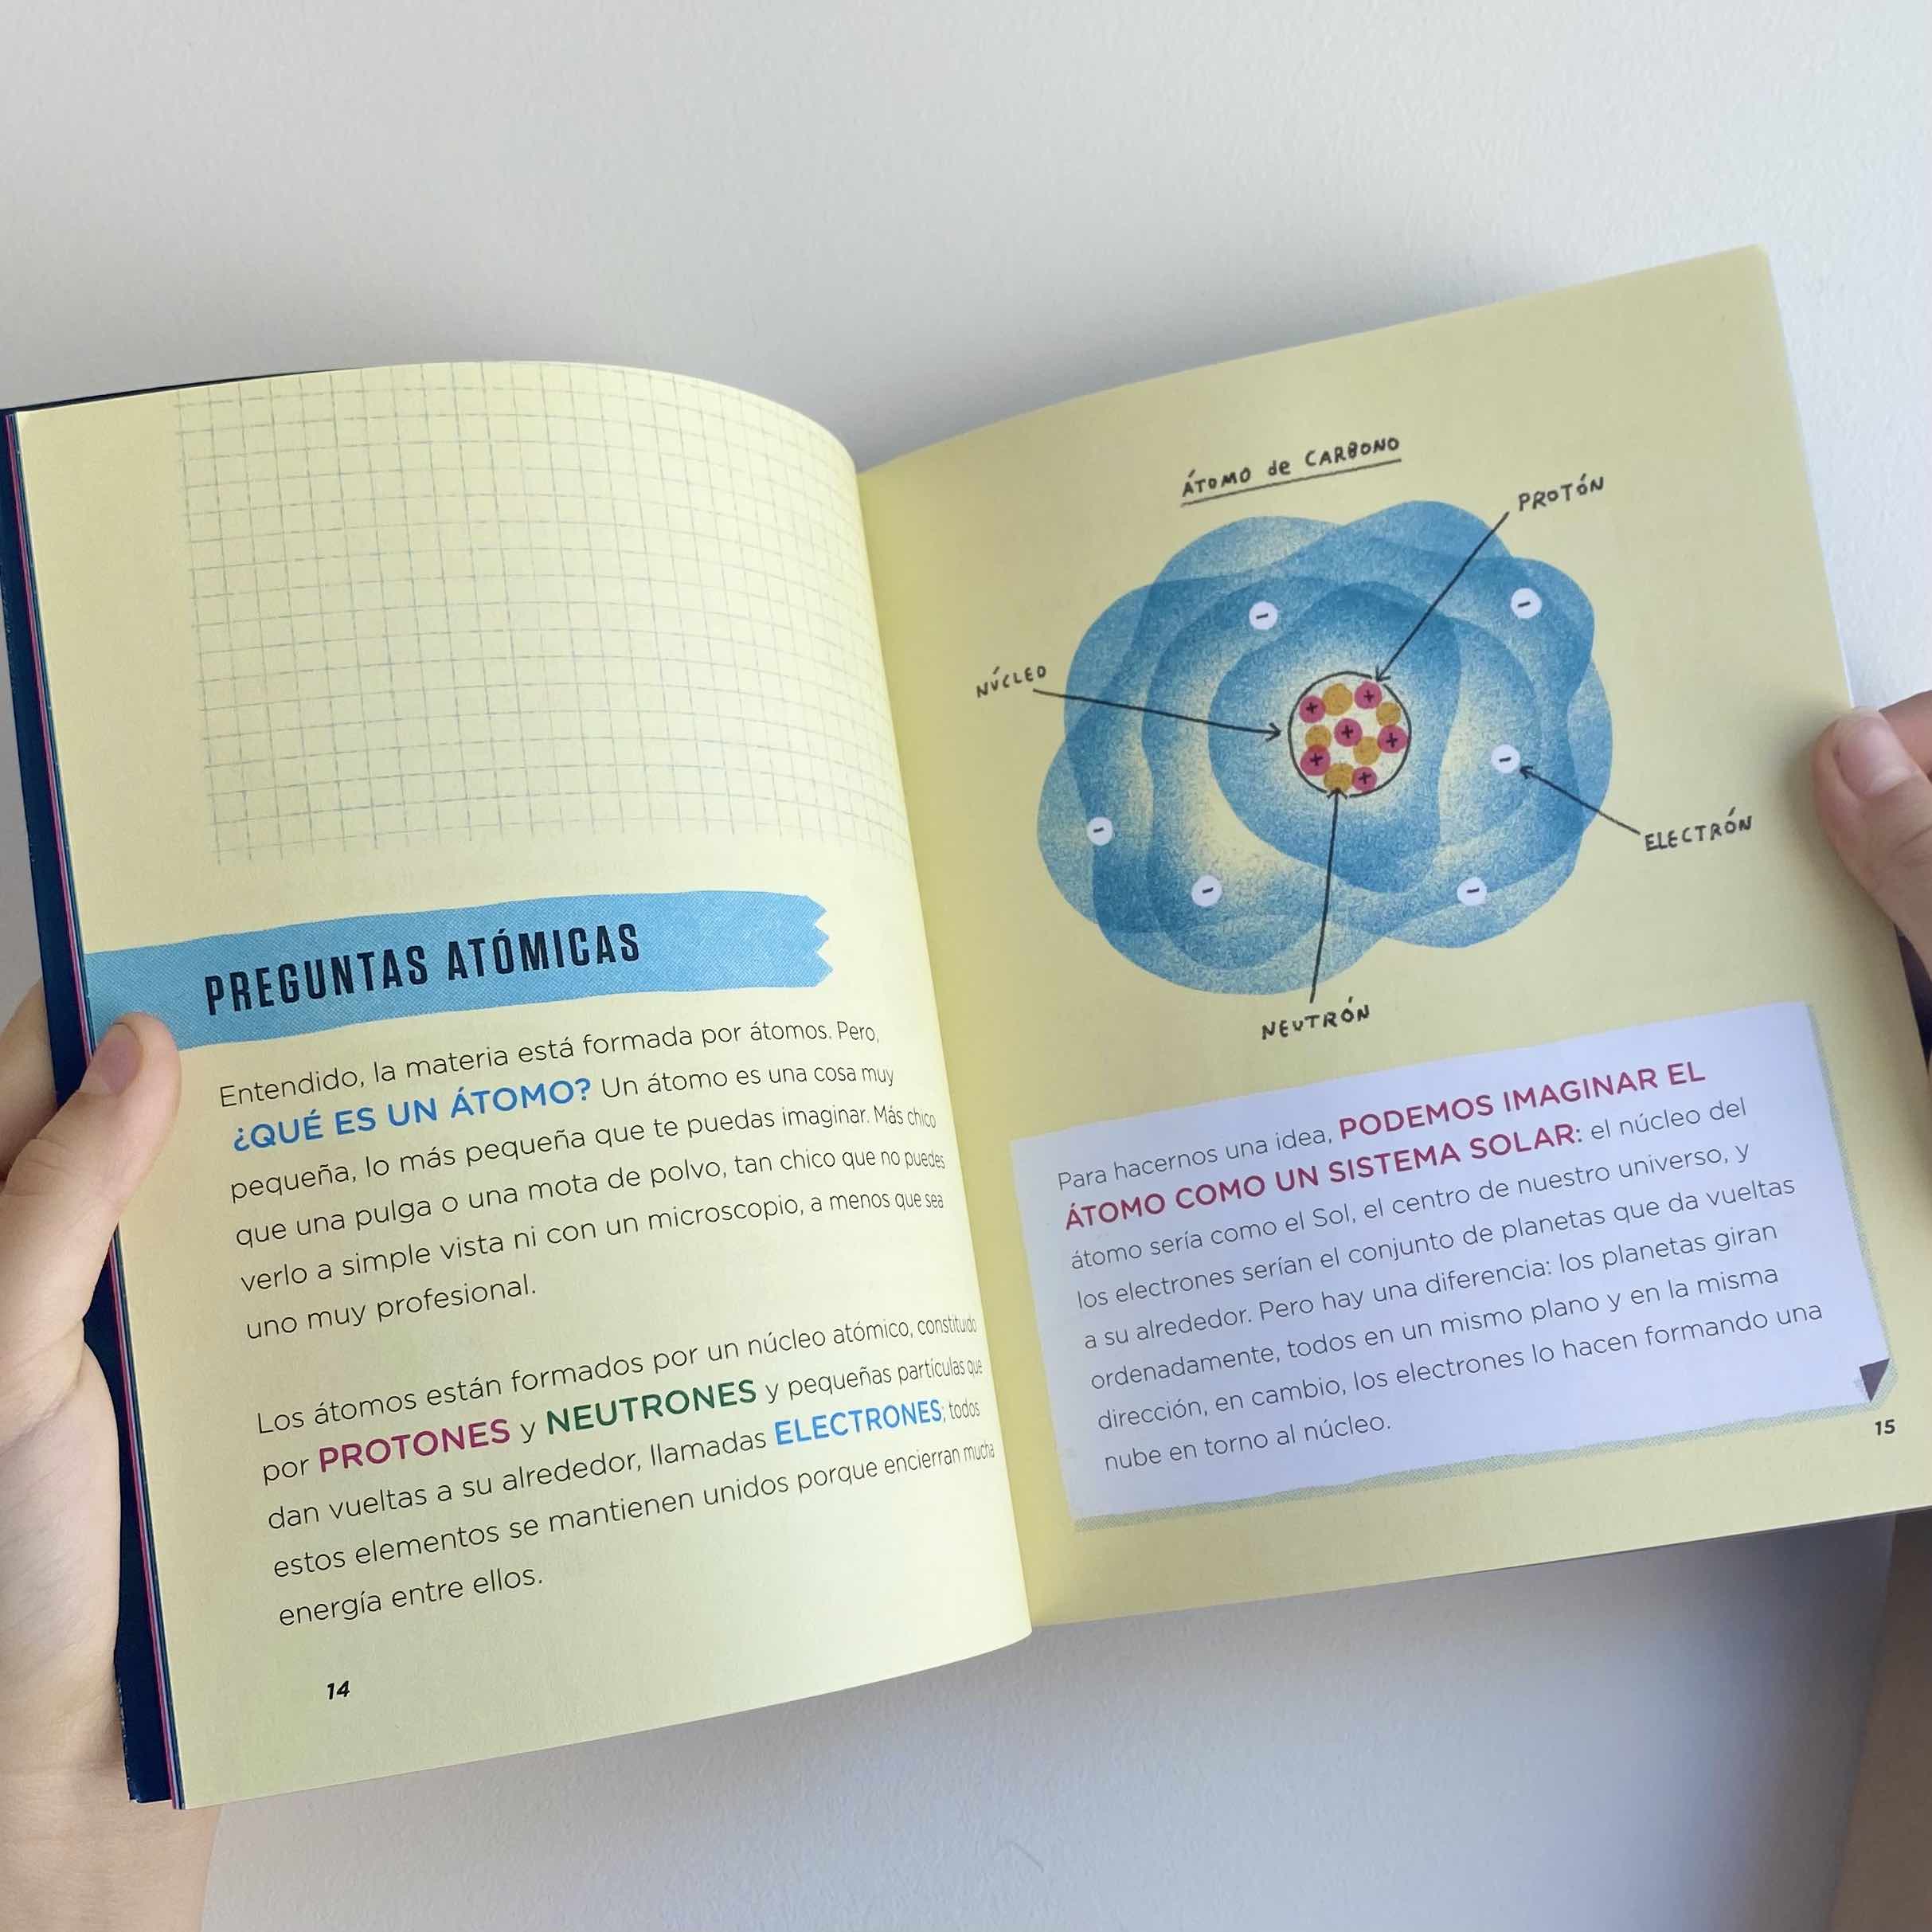 PREGUNTAS ATÓMICAS
Entendido, la materia está formada por átomos. Pero,
¿QUÉ ES UN ÁTOMO? Un átomo es una cosa muy
pequeña, lo más pequeña que te puedas imaginar. Más chico
que una pulga o una mota de polvo, tan chico que no puedes
verlo a simple vista ni con un microscopio, a menos que sea
uno muy profesional.
Los átomos están formados por un núcleo atómico, constituido
por PROTONES y NEUTRONES y pequeñas partículas que
dan vueltas a su alrededor, llamadas ELECTRONES; todos
estos elementos se mantienen unidos porque encierran mucha
energía entre ellos.
14
ÁTOMO de CARBONO
PROTÓN
NÚCLEO
ELECTRÓN
NEUTRÓN
Para hacernos una idea, PODEMOS IMAGINAR EL
ÁTOMO COMO UN SISTEMA SOLAR: el núcleo del
átomo sería como el Sol, el centro de nuestro universo, y
los electrones serían el conjunto de planetas que da vueltas
a su alrededor. Pero hay una diferencia: los planetas giran
ordenadamente, todos en un mismo plano y en la misma
dirección, en cambio, los electrones lo hacen formando una
nube en torno al núcleo.
15